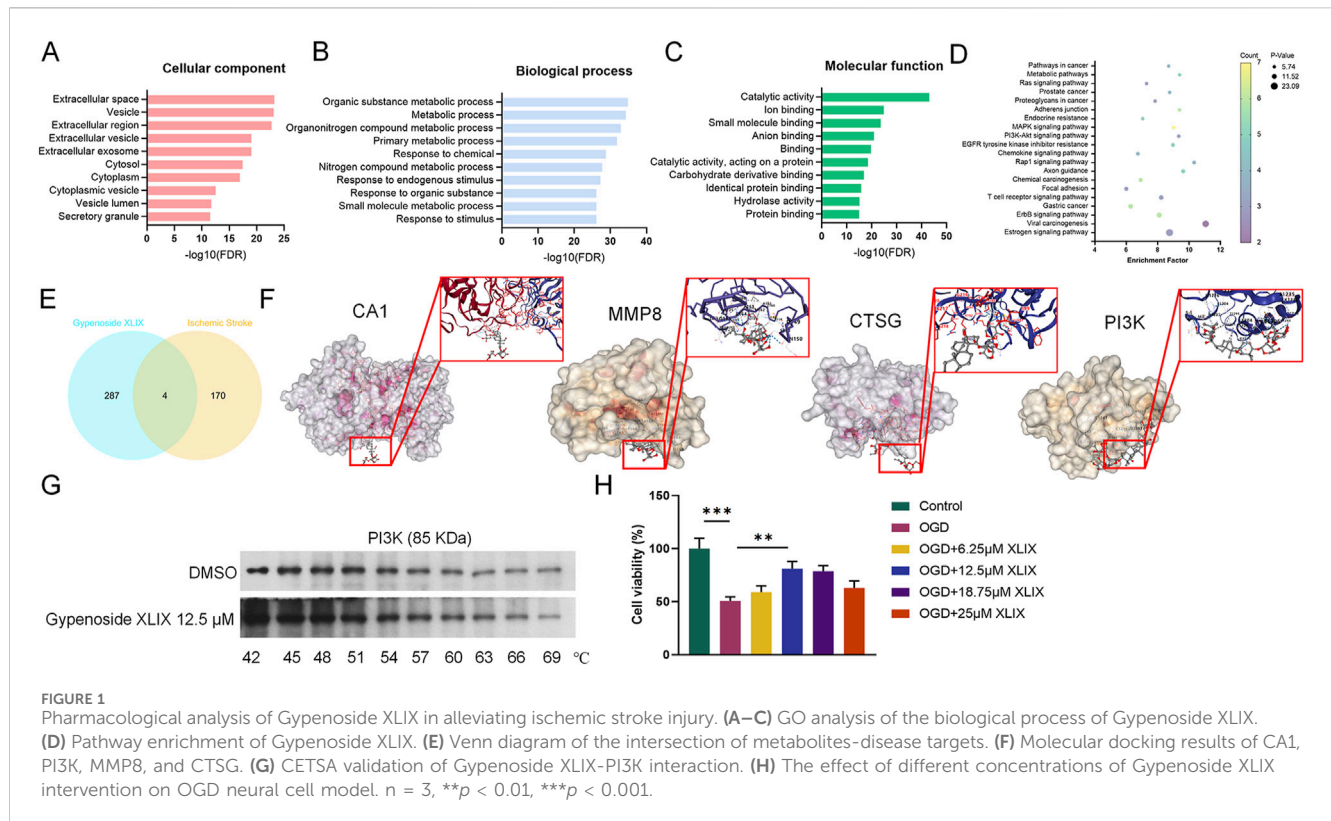 A
Cellular component
Extracellular space
Vesicle
Extracellular region
Extracellular vesicle
Extracellular exosome
Cytosol
Cytoplasm
Cytoplasmic vesicle
Vesicle lumen
Secretory granule
0 5 10 15 20 25
-log10(FDR)
B
Biological process
Organic substance metabolic process
Metabolic process
Organonitrogen compound metabolic process
Primary metabolic process
Response to chemical
Nitrogen compound metabolic process
Response to endogenous stimulus
Response to organic substance
Small molecule metabolic process
Response to stimulus
0 10 20 30 40
-log10(FDR)
C
Molecular function
Catalytic activity
Ion binding
Small molecule binding
Anion binding
Binding
Catalytic activity, acting on a protein
Carbohydrate derivative binding
Identical protein binding
Hydrolase activity
Protein binding
0 10 20 30 40 50
-log10(FDR)
D
Pathways in cancer
Metabolic pathways
Ras signaling pathway
Prostate cancer
Proteoglycans in cancer
Adherens junction
Endocrine resistance
MAPK signaling pathway
PI3K-Akt signaling pathway
EGFR tyrosine kinase inhibitor resistance
Chemokine signaling pathway
Rap1 signaling pathway
Axon guidance
Chemical carcinogenesis
Focal adhesion
T cell receptor signaling pathway
Gastric cancer
ErbB signaling pathway
Viral carcinogenesis
Estrogen signaling pathway
4 6 8 10 12
Enrichment Factor
Count
7
6
5
4
3
2
P-Value
5.74
11.52
23.09
E
Gypenoside XLIX
Ischemic Stroke
287 4 170
F
CA1
MMP8
N150
CTSG
PI3K
G
PI3K (85 KDa)
DMSO
Gypenoside XLIX 12.5 μM
42 45 48 51 54 57 60 63 66 69 ℃
H
Cell viability (%)
150
100
50
0
***
**
Control
OGD
OGD+6.25μM XLIX
OGD+12.5μM XLIX
OGD+18.75μM XLIX
OGD+25μM XLIX
FIGURE 1
Pharmacological analysis of Gypenoside XLIX in alleviating ischemic stroke injury. (A–C) GO analysis of the biological process of Gypenoside XLIX.
(D) Pathway enrichment of Gypenoside XLIX. (E) Venn diagram of the intersection of metabolites-disease targets. (F) Molecular docking results of CA1,
PI3K, MMP8, and CTSG. (G) CETSA validation of Gypenoside XLIX-PI3K interaction. (H) The effect of different concentrations of Gypenoside XLIX
intervention on OGD neural cell model. n = 3, **p < 0.01, ***p < 0.001.